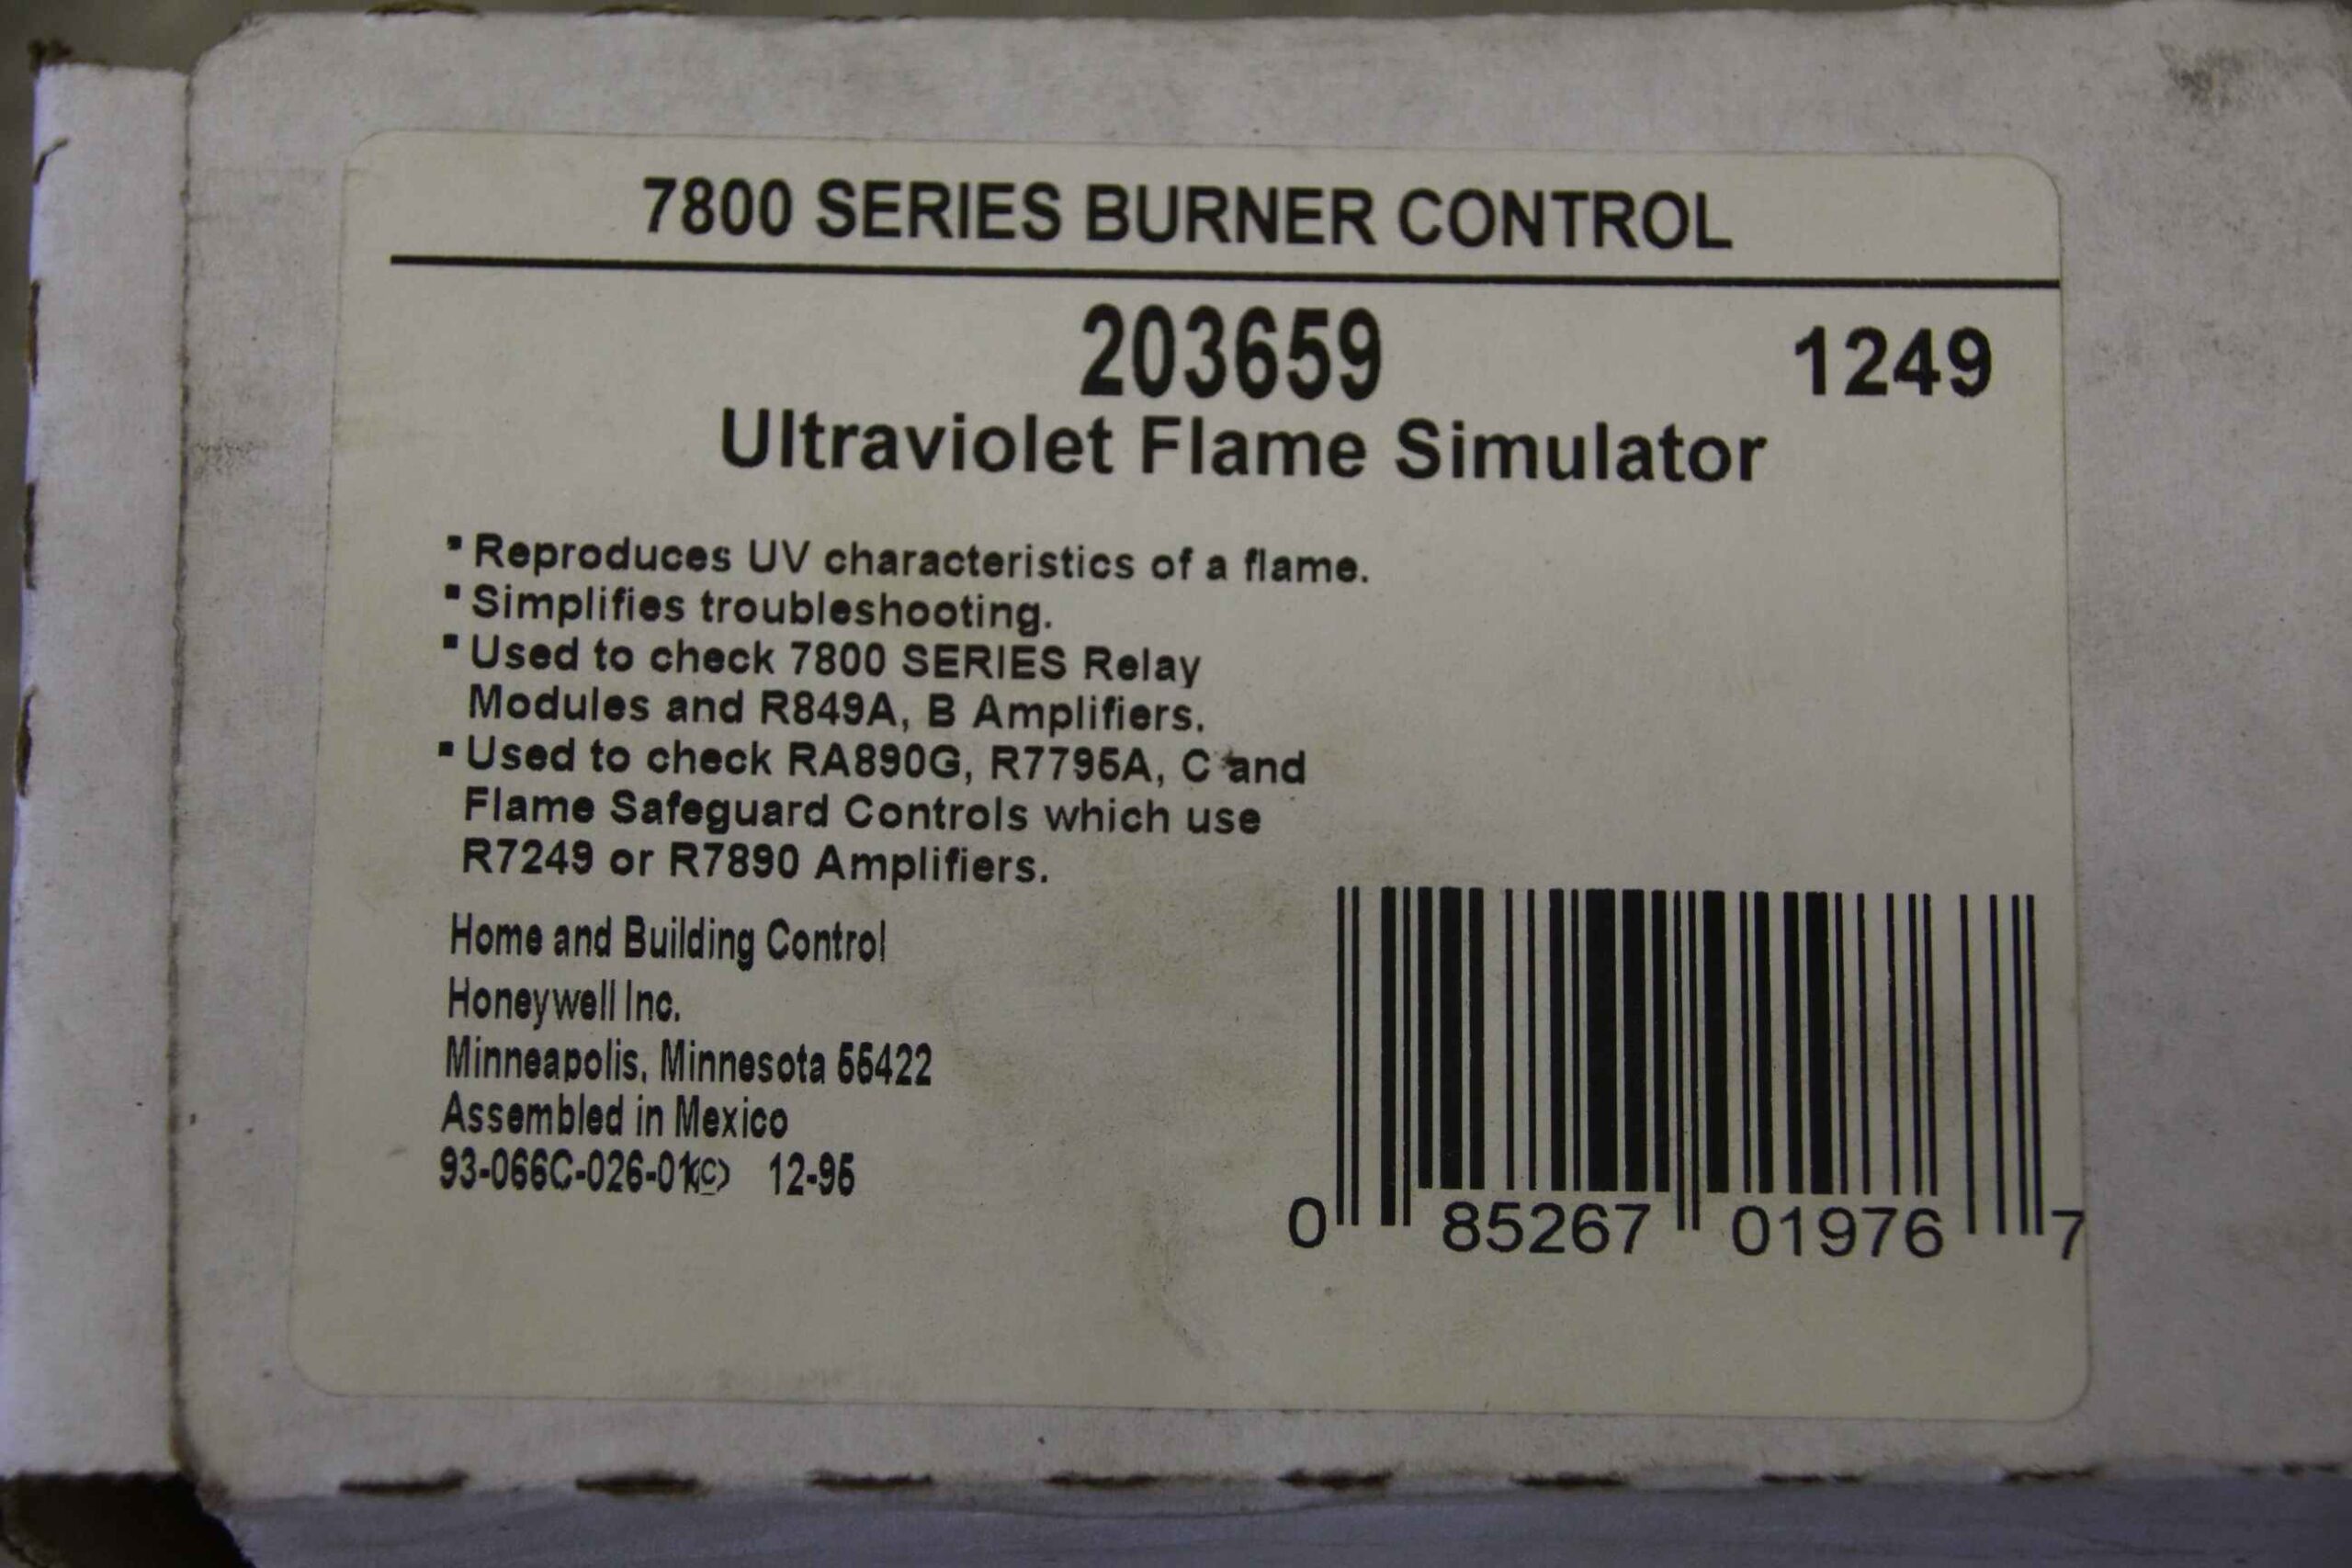 7800 SERIES BURNER CONTROL
203659 1249
Ultraviolet Flame Simulator
▪ Reproduces UV characteristics of a flame.
▪ Simplifies troubleshooting.
▪ Used to check 7800 SERIES Relay
Modules and R849A, B Amplifiers.
▪ Used to check RA890G, R7795A, C and
Flame Safeguard Controls which use
R7249 or R7890 Amplifiers.
Home and Building Control
Honeywell Inc.
Minneapolis, Minnesota 55422
Assembled in Mexico
93-066C-026-01(C) 12-95
0 85267 01976 7